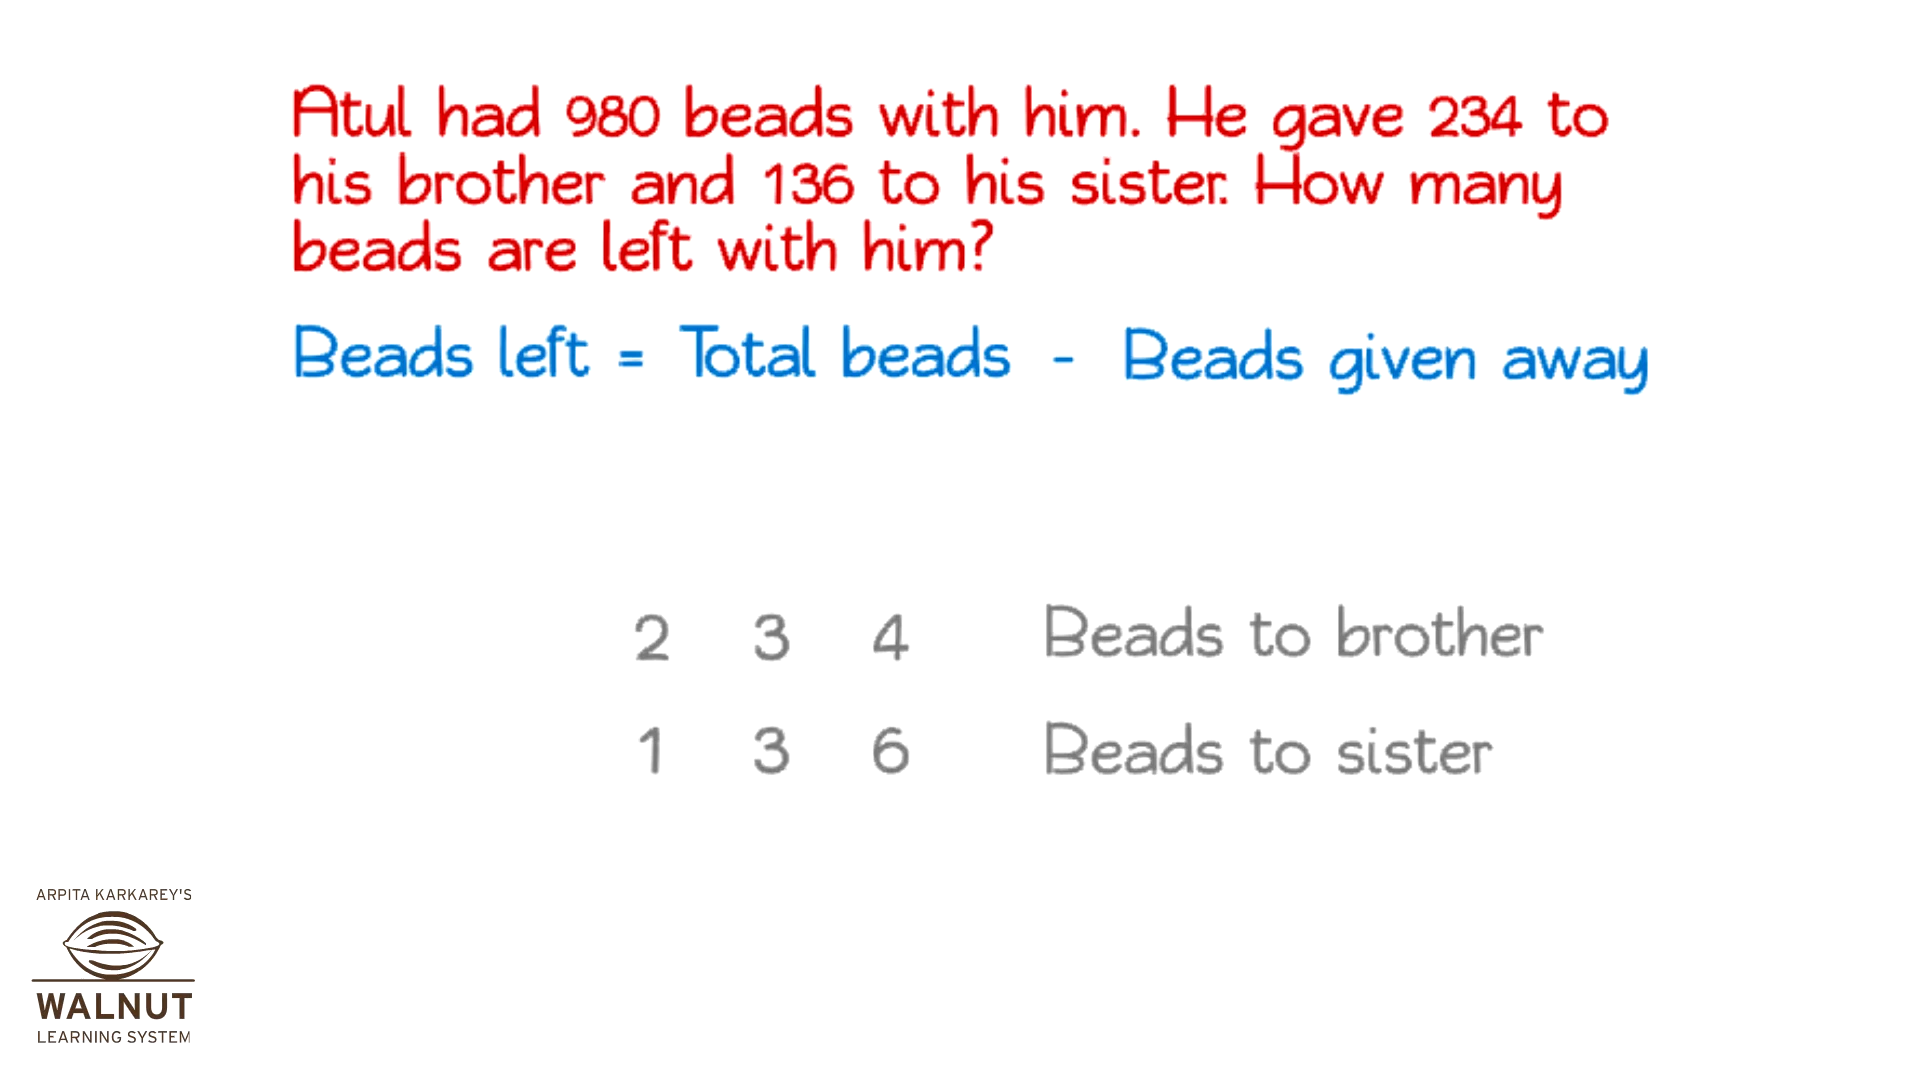 Atul had 980 beads with him. He gave 234 to
his brother and 136 to his sister. How many
beads are left with him?
Beads left = Total beads - Beads given away
2 3 4 Beads to brother
1 3 6 Beads to sister
ARPITA KARKAREY'S
WALNUT
LEARNING SYSTEM